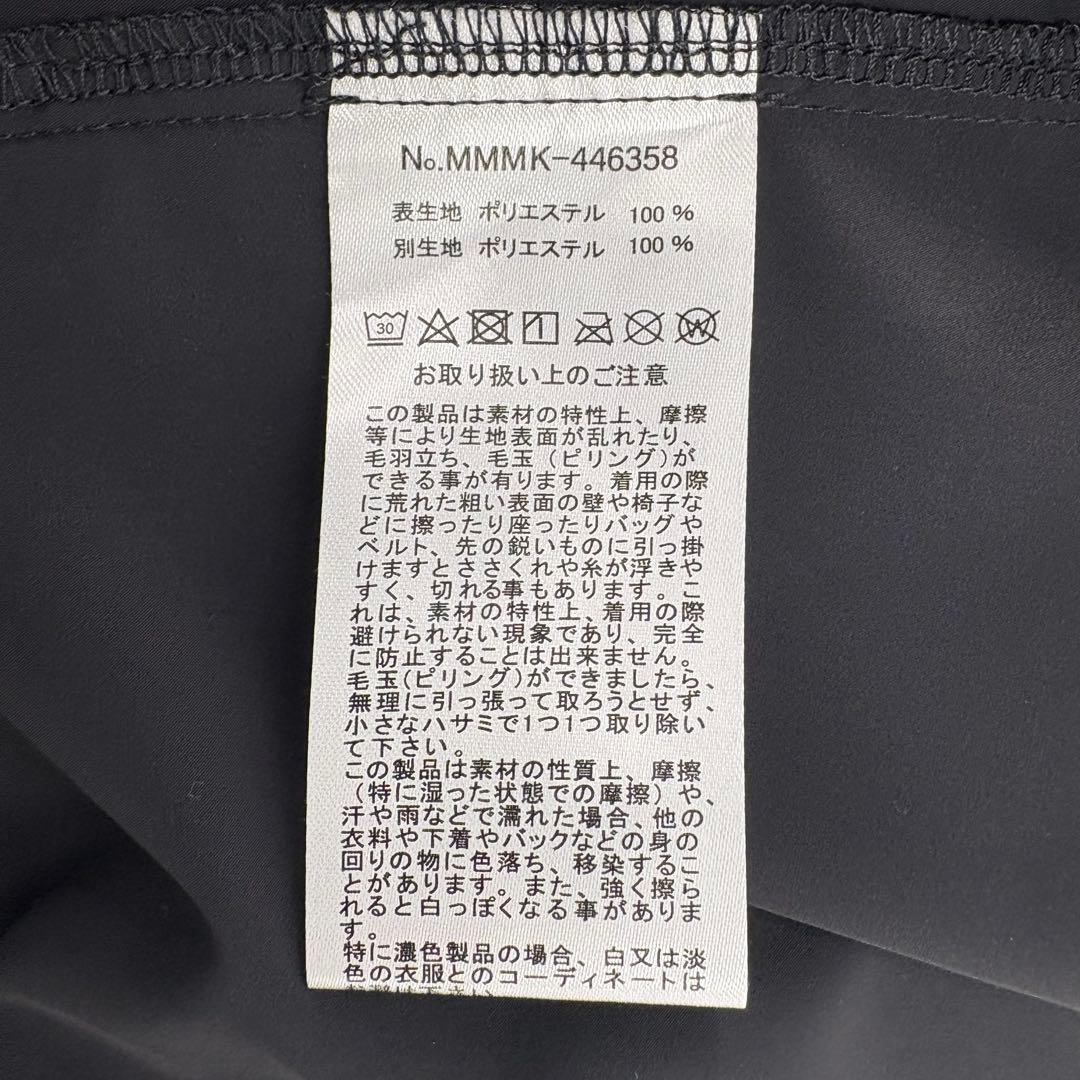 No.MMMK-446358
表生地 ポリエステル 100 %
別生地 ポリエステル 100 %
30
お取り扱い上のご注意
この製品は素材の特性上、摩擦
等により生地表面が乱れたり、
毛羽立ち、毛玉(ピリング)が
できる事が有ります。着用の際
に荒れた粗い表面の壁や椅子な
どに擦ったり座ったりバッグや
ベルト、先の鋭いものに引っ掛
けますとささくれや糸が浮きや
すく、切れる事もあります。こ
れは、素材の特性上、着用の際
避けられない現象であり、完全
に防止することは出来ません。
毛玉(ピリング)ができましたら、
無理に引っ張って取ろうとせず、
小さなハサミで1つ1つ取り除い
て下さい。
この製品は素材の性質上、摩擦
(特に湿った状態での摩擦)や、
汗や雨などで濡れた場合、他の
衣料や下着やバックなどの身の
回りの物に色落ち、移染するこ
とがあります。また、強く擦ら
れると白っぽくなる事がありま
す。
特に濃色製品の場合、白又は淡
色の衣服とのコーディネートは